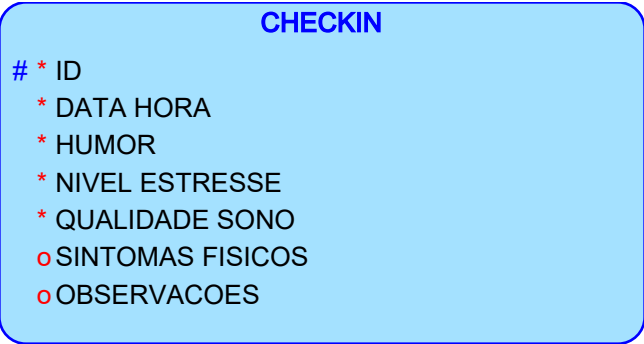 CHECKIN
# * ID
* DATA HORA
* HUMOR
* NIVEL ESTRESSE
* QUALIDADE SONO
o SINTOMAS FISICOS
o OBSERVACOES